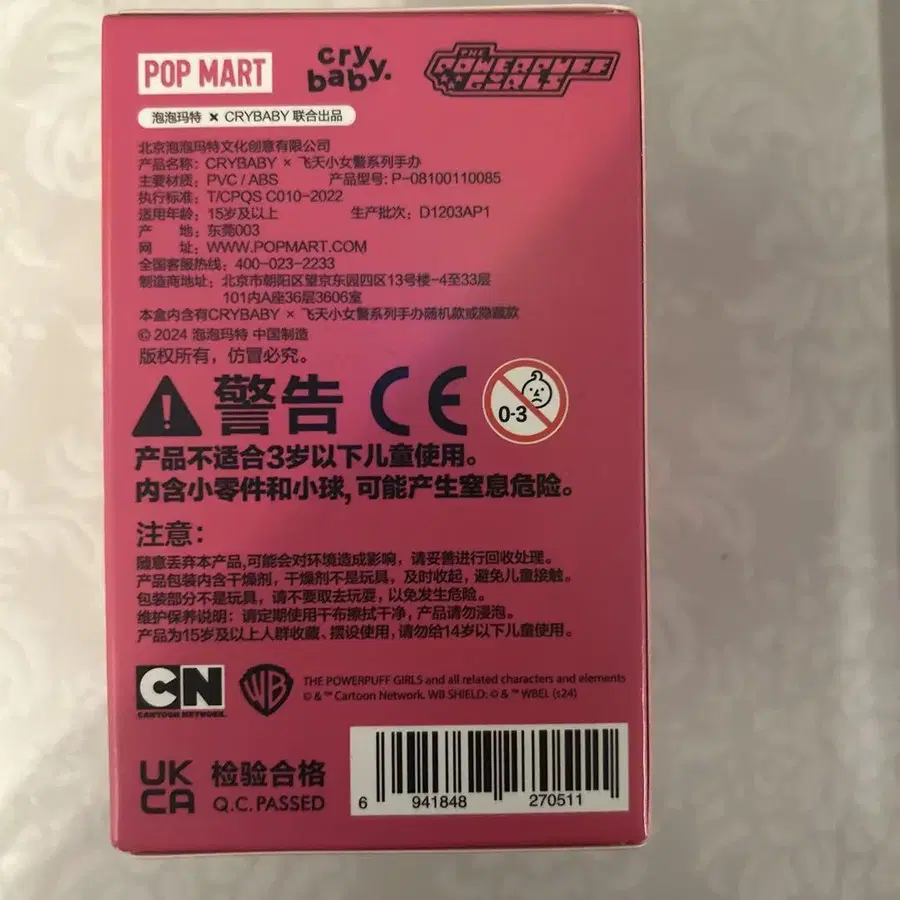 POP MART
cry baby.
THE POWERPUFF GIRLS
泡泡玛特 × CRYBABY 联合出品
北京泡泡玛特文化创意有限公司
产品名称：CRYBABY × 飞天小女警系列手办
主要材质：PVC / ABS 产品型号：P-08100110085
执行标准：T/CPQS C010-2022
适用年龄：15岁及以上 生产批次：D1203AP1
产 地：东莞003
网 址：WWW.POPMART.COM
全国客服热线：400-023-2233
制造商地址：北京市朝阳区望京东园四区13号楼-4至33层
101内A座36层3606室
本盒内含有CRYBABY × 飞天小女警系列手办随机款或隐藏款
© 2024 泡泡玛特 中国制造
版权所有，仿冒必究。
警告 CE 0-3
产品不适合3岁以下儿童使用。
内含小零件和小球，可能产生窒息危险。
注意：
随意丢弃本产品，可能会对环境造成影响，请妥善进行回收处理。
产品包装内含干燥剂，干燥剂不是玩具，及时收起，避免儿童接触。
包装部分不是玩具，请不要取去玩耍，以免发生危险。
维护保养说明：请定期使用干布擦拭干净，产品请勿浸泡。
产品为15岁及以上人群收藏、摆设使用，请勿给14岁以下儿童使用。
CN
CARTOON NETWORK.
WB
THE POWERPUFF GIRLS and all related characters and elements
© & ™ Cartoon Network. WB SHIELD: © & ™ WBEI. (s24)
UK
CA
检验合格
Q.C. PASSED
6 941848 270511